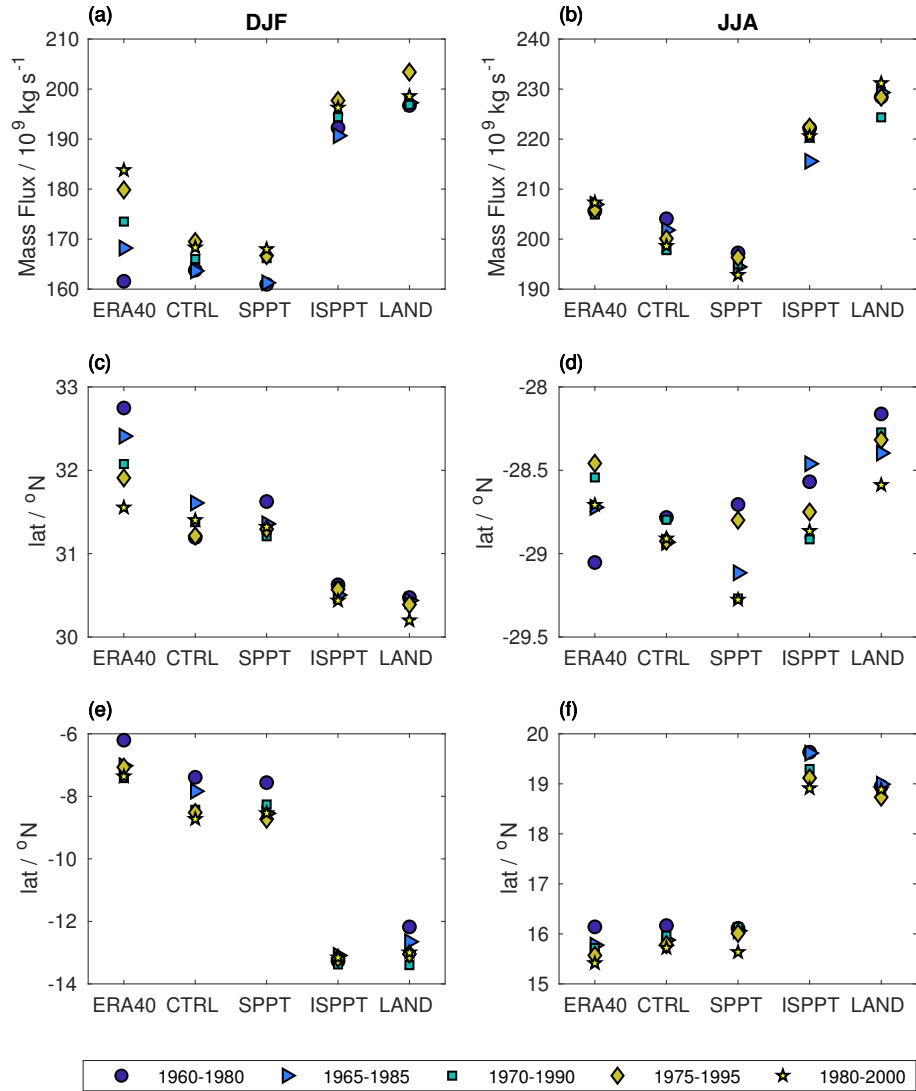 DJF
JJA
(a)
(b)
210
200
190
180
170
160
Mass Flux / 10⁹ kg s⁻¹
ERA40 CTRL SPPT ISPPT LAND
230
220
210
200
190
Mass Flux / 10⁹ kg s⁻¹
ERA40 CTRL SPPT ISPPT LAND
(c)
(d)
33
32
31
30
lat / ᵒN
ERA40 CTRL SPPT ISPPT LAND
-28
-28.5
-29
-29.5
lat / ᵒN
ERA40 CTRL SPPT ISPPT LAND
(e)
(f)
-6
-8
-10
-12
-14
lat / ᵒN
ERA40 CTRL SPPT ISPPT LAND
20
19
18
17
16
15
lat / ᵒN
ERA40 CTRL SPPT ISPPT LAND
1960-1980 1965-1985 1970-1990 1975-1995 1980-2000